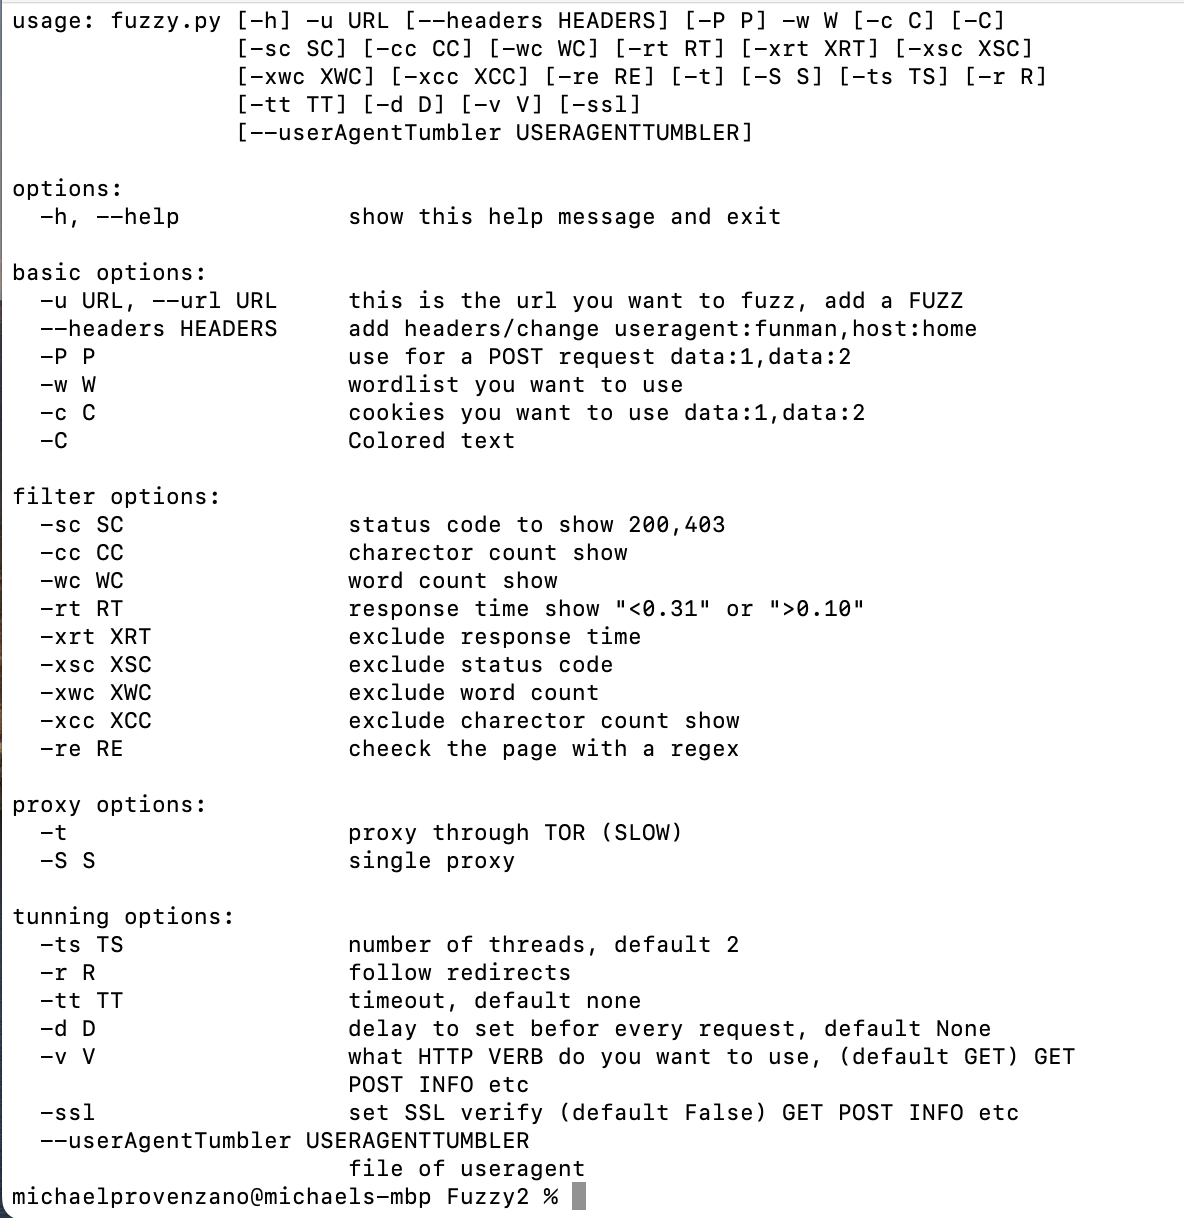 usage: fuzzy.py [-h] -u URL [--headers HEADERS] [-P P] -w W [-c C] [-C]
                [-sc SC] [-cc CC] [-wc WC] [-rt RT] [-xrt XRT] [-xsc XSC]
                [-xwc XWC] [-xcc XCC] [-re RE] [-t] [-S S] [-ts TS] [-r R]
                [-tt TT] [-d D] [-v V] [-ssl]
                [--userAgentTumbler USERAGENTTUMBLER]

options:
  -h, --help            show this help message and exit

basic options:
  -u URL, --url URL     this is the url you want to fuzz, add a FUZZ
  --headers HEADERS     add headers/change useragent:funman,host:home
  -P P                  use for a POST request data:1,data:2
  -w W                  wordlist you want to use
  -c C                  cookies you want to use data:1,data:2
  -C                    Colored text

filter options:
  -sc SC                status code to show 200,403
  -cc CC                charector count show
  -wc WC                word count show
  -rt RT                response time show "<0.31" or ">0.10"
  -xrt XRT              exclude response time
  -xsc XSC              exclude status code
  -xwc XWC              exclude word count
  -xcc XCC              exclude charector count show
  -re RE                cheeck the page with a regex

proxy options:
  -t                    proxy through TOR (SLOW)
  -S S                  single proxy

tunning options:
  -ts TS                number of threads, default 2
  -r R                  follow redirects
  -tt TT                timeout, default none
  -d D                  delay to set befor every request, default None
  -v V                  what HTTP VERB do you want to use, (default GET) GET
                        POST INFO etc
  -ssl                  set SSL verify (default False) GET POST INFO etc
  --userAgentTumbler USERAGENTTUMBLER
                        file of useragent
michaelprovenzano@michaels-mbp Fuzzy2 %